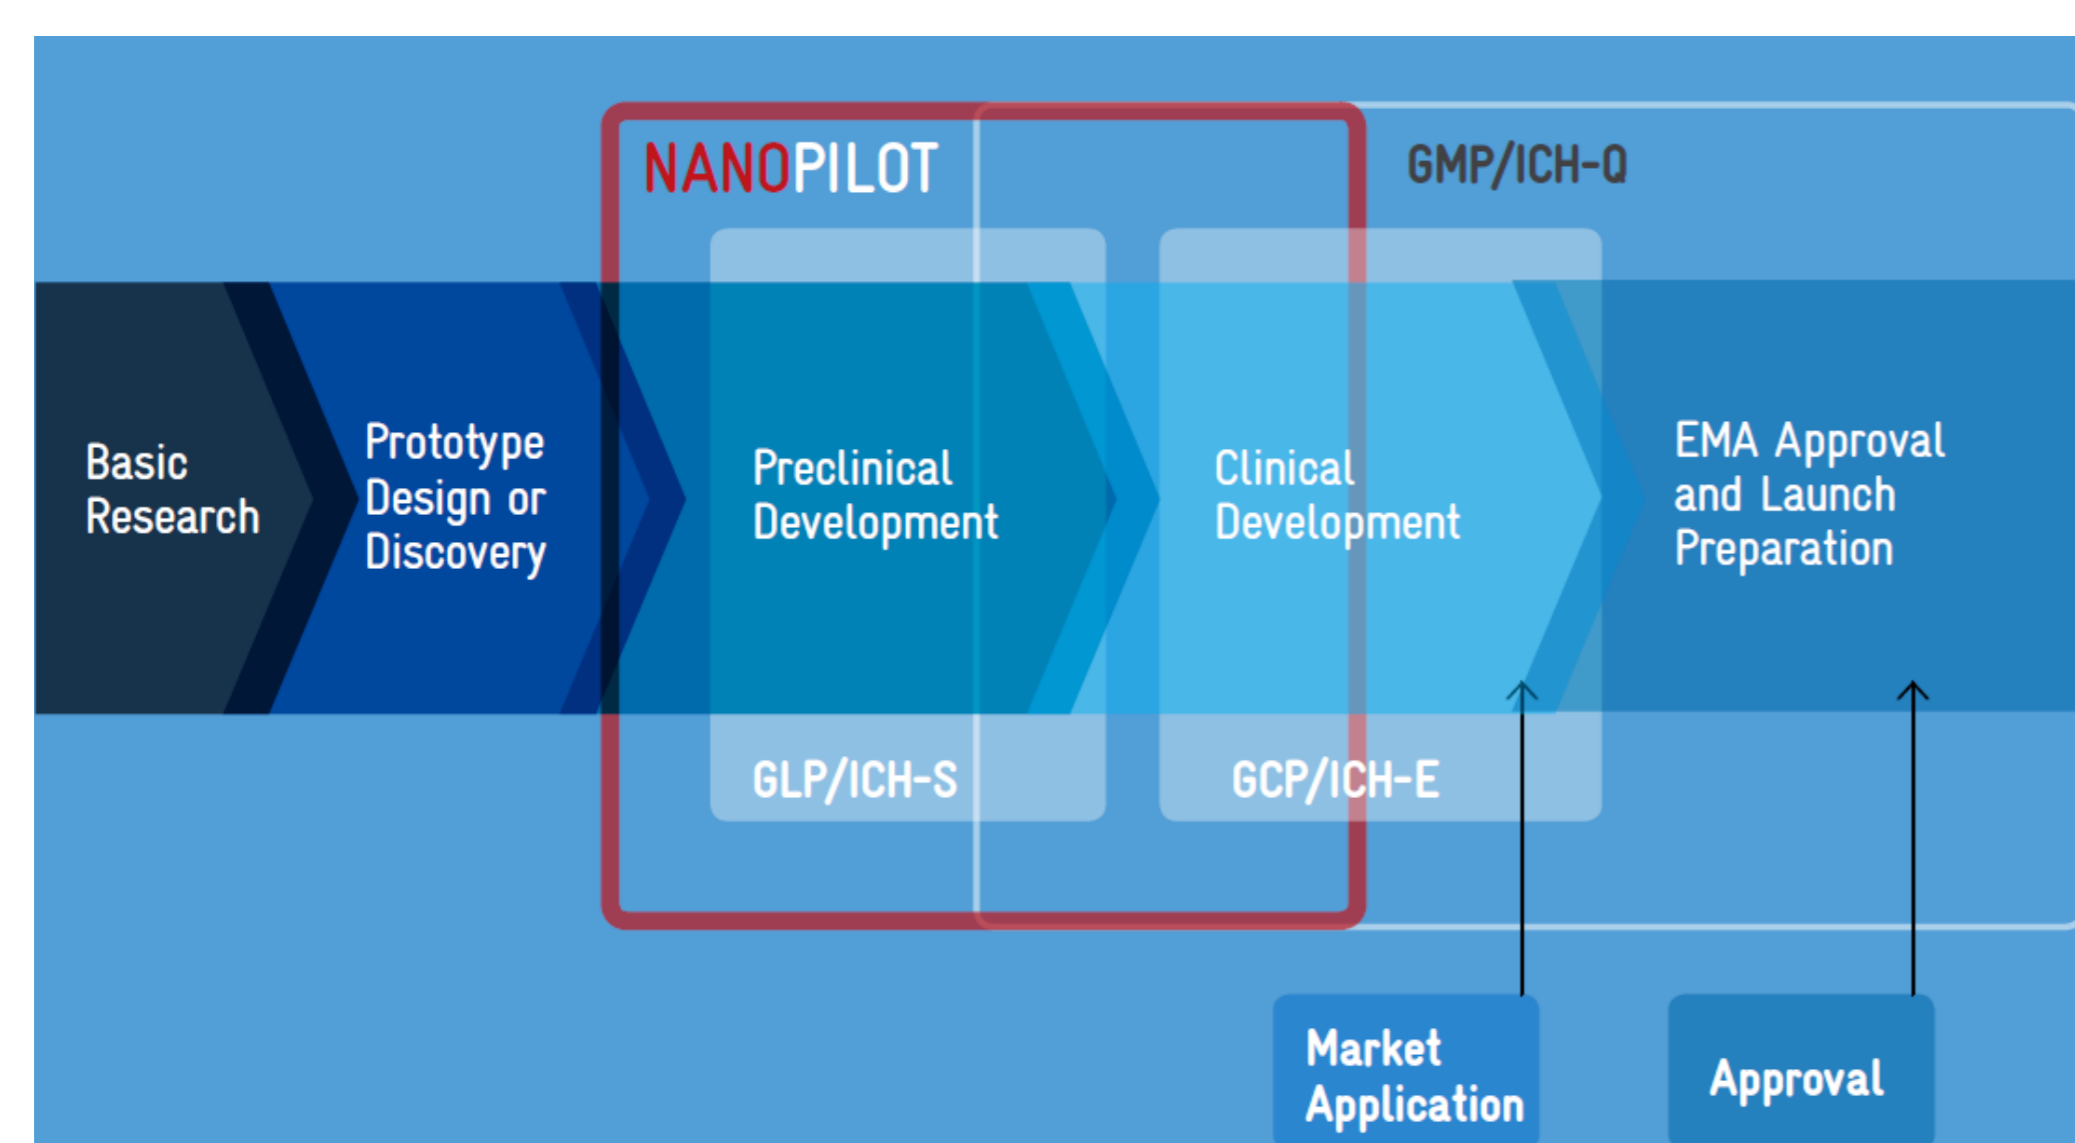 NANOPILOT
GMP/ICH-Q
Basic
Research
Prototype
Design or
Discovery
Preclinical
Development
Clinical
Development
EMA Approval
and Launch
Preparation
GLP/ICH-S
GCP/ICH-E
Market
Application
Approval